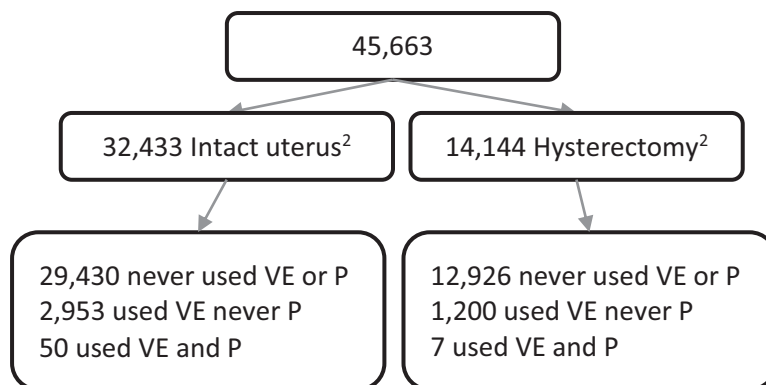 45,663
32,433 Intact uterus²
14,144 Hysterectomy²
29,430 never used VE or P
2,953 used VE never P
50 used VE and P
12,926 never used VE or P
1,200 used VE never P
7 used VE and P